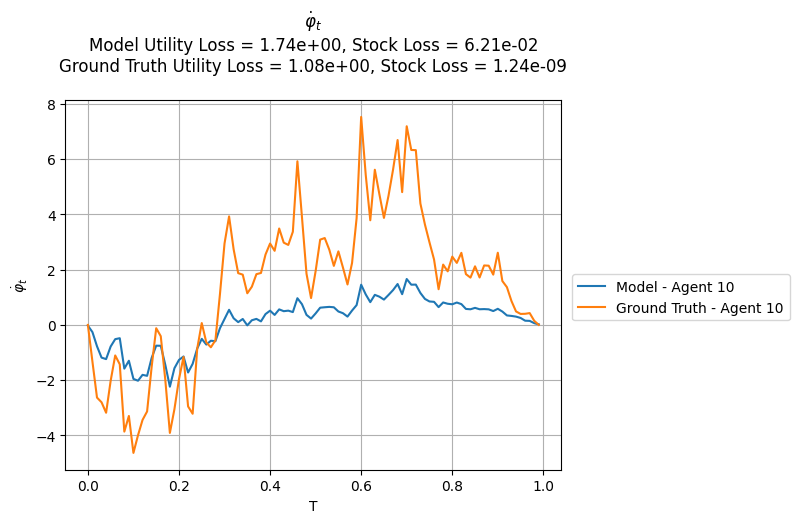 φ̇ₜ
Model Utility Loss = 1.74e+00, Stock Loss = 6.21e-02
Ground Truth Utility Loss = 1.08e+00, Stock Loss = 1.24e-09
8
6
4
2
0
−2
−4
φ̇ₜ
0.0 0.2 0.4 0.6 0.8 1.0
T
Model - Agent 10
Ground Truth - Agent 10